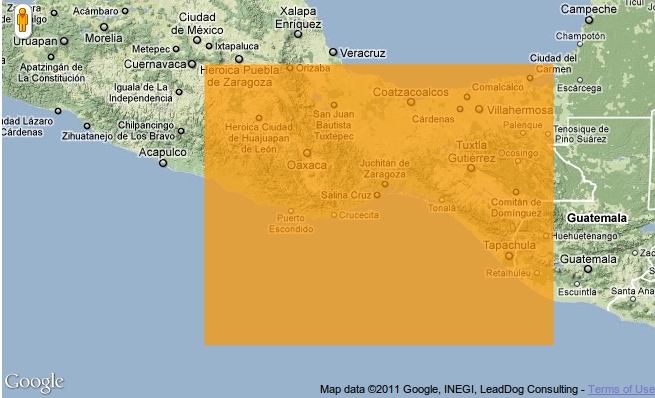 Zitácuaro
Acámbaro
Uruapan
Morelia
Ciudad
de México
Xalapa
Enriquez
Campeche
Metepec
Ixtapaluca
Veracruz
Champotón
Apatzingán de
La Constitución
Cuernavaca
Heroica Puebla
de Zaragoza
Orizaba
Ciudad del
Carmen
Escárcega
Iguala de La
Independencia
Coatzacoalcos
Comalcalco
Cárdenas
Villahermosa
udad Lázaro
Cárdenas
Zihuatanejo
Chilpancingo
de Los Bravo
Heroica Ciudad
de Huajuapan
de León
San Juan
Bautista
Tuxtepec
Palenque
Tenosique de
Pino Suárez
Acapulco
Oaxaca
Juchitán de
Zaragoza
Tuxtla
Gutiérrez
Ocosingo
Salina Cruz
Tonalá
Comitán de
Domínguez
Puerto
Escondido
Crucecita
Guatemala
Huehuetenango
Tapachula
Retalhuleu
Guatemala
Zac
Escuintla
Santa Ana
Google
Map data ©2011 Google, INEGI, LeadDog Consulting - Terms of Use